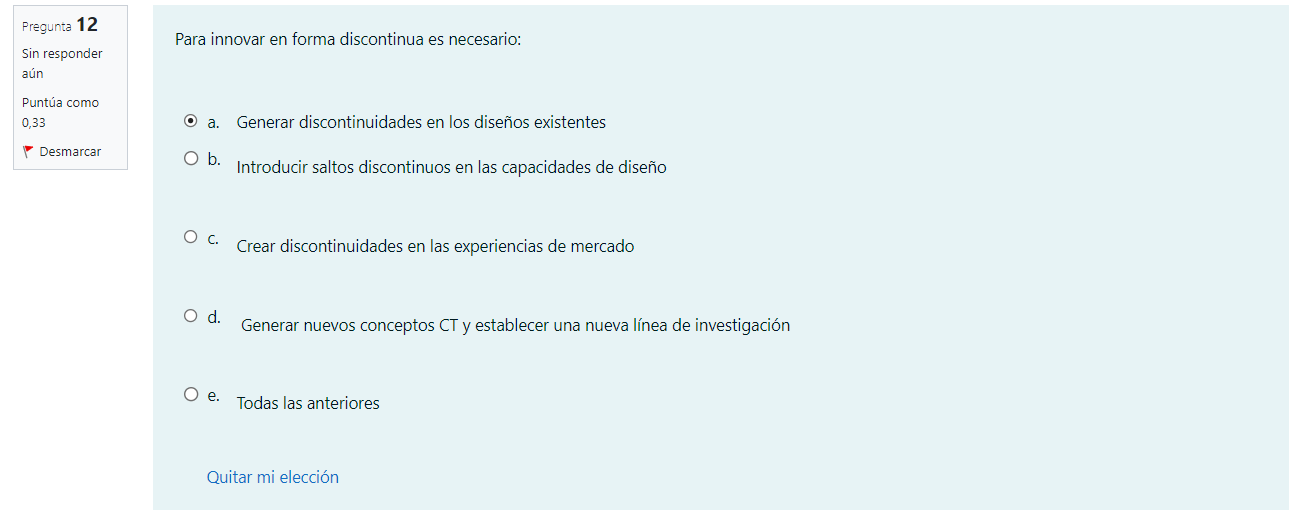 Pregunta 12
Sin responder
aún
Puntúa como
0,33
Desmarcar
Para innovar en forma discontinua es necesario:
a. Generar discontinuidades en los diseños existentes
b. Introducir saltos discontinuos en las capacidades de diseño
c. Crear discontinuidades en las experiencias de mercado
d. Generar nuevos conceptos CT y establecer una nueva línea de investigación
e. Todas las anteriores
Quitar mi elección